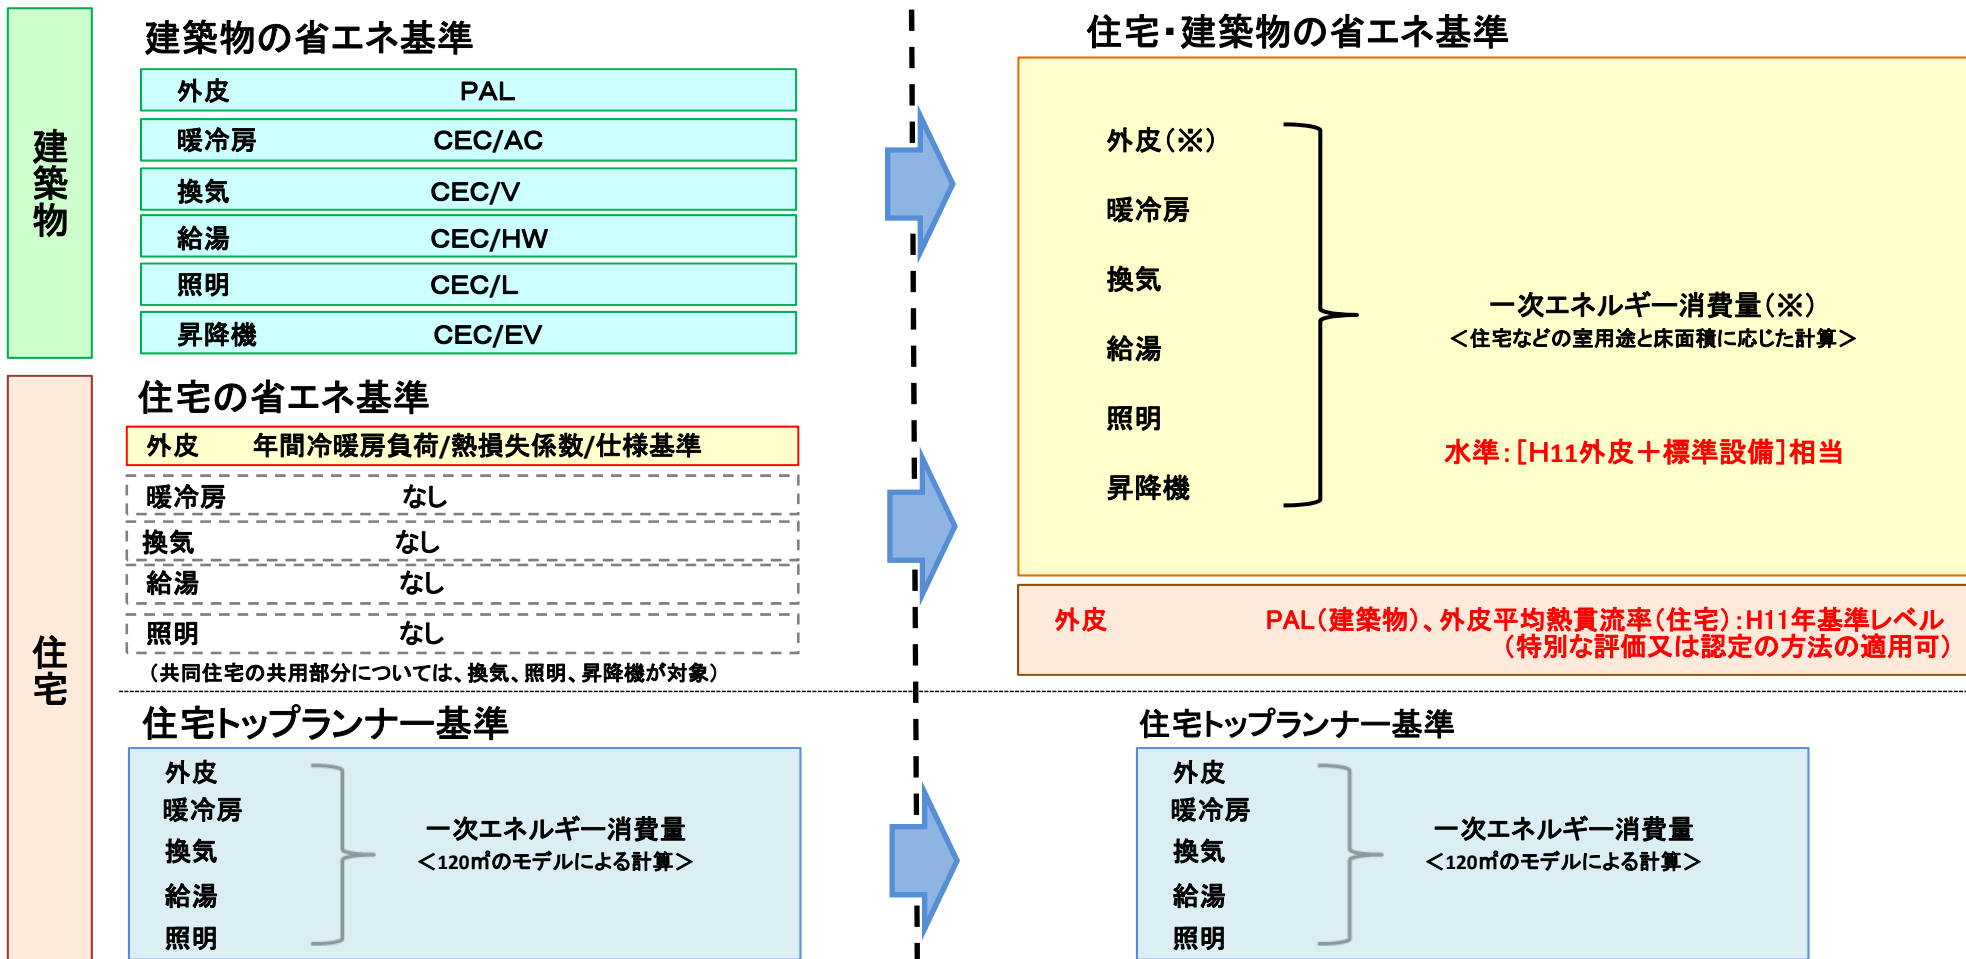 建築物
建築物の省エネ基準
外皮 PAL
暖冷房 CEC/AC
換気 CEC/V
給湯 CEC/HW
照明 CEC/L
昇降機 CEC/EV
住宅
住宅の省エネ基準
外皮 年間冷暖房負荷/熱損失係数/仕様基準
暖冷房 なし
換気 なし
給湯 なし
照明 なし
（共同住宅の共用部分については、換気、照明、昇降機が対象）
住宅トップランナー基準
外皮
暖冷房
換気
給湯
照明
一次エネルギー消費量
＜120㎡のモデルによる計算＞
住宅・建築物の省エネ基準
外皮（※）
暖冷房
換気
給湯
照明
昇降機
一次エネルギー消費量（※）
＜住宅などの室用途と床面積に応じた計算＞
水準：［H11外皮＋標準設備］相当
外皮 PAL（建築物）、外皮平均熱貫流率（住宅）：H11年基準レベル
（特別な評価又は認定の方法の適用可）
住宅トップランナー基準
外皮
暖冷房
換気
給湯
照明
一次エネルギー消費量
＜120㎡のモデルによる計算＞